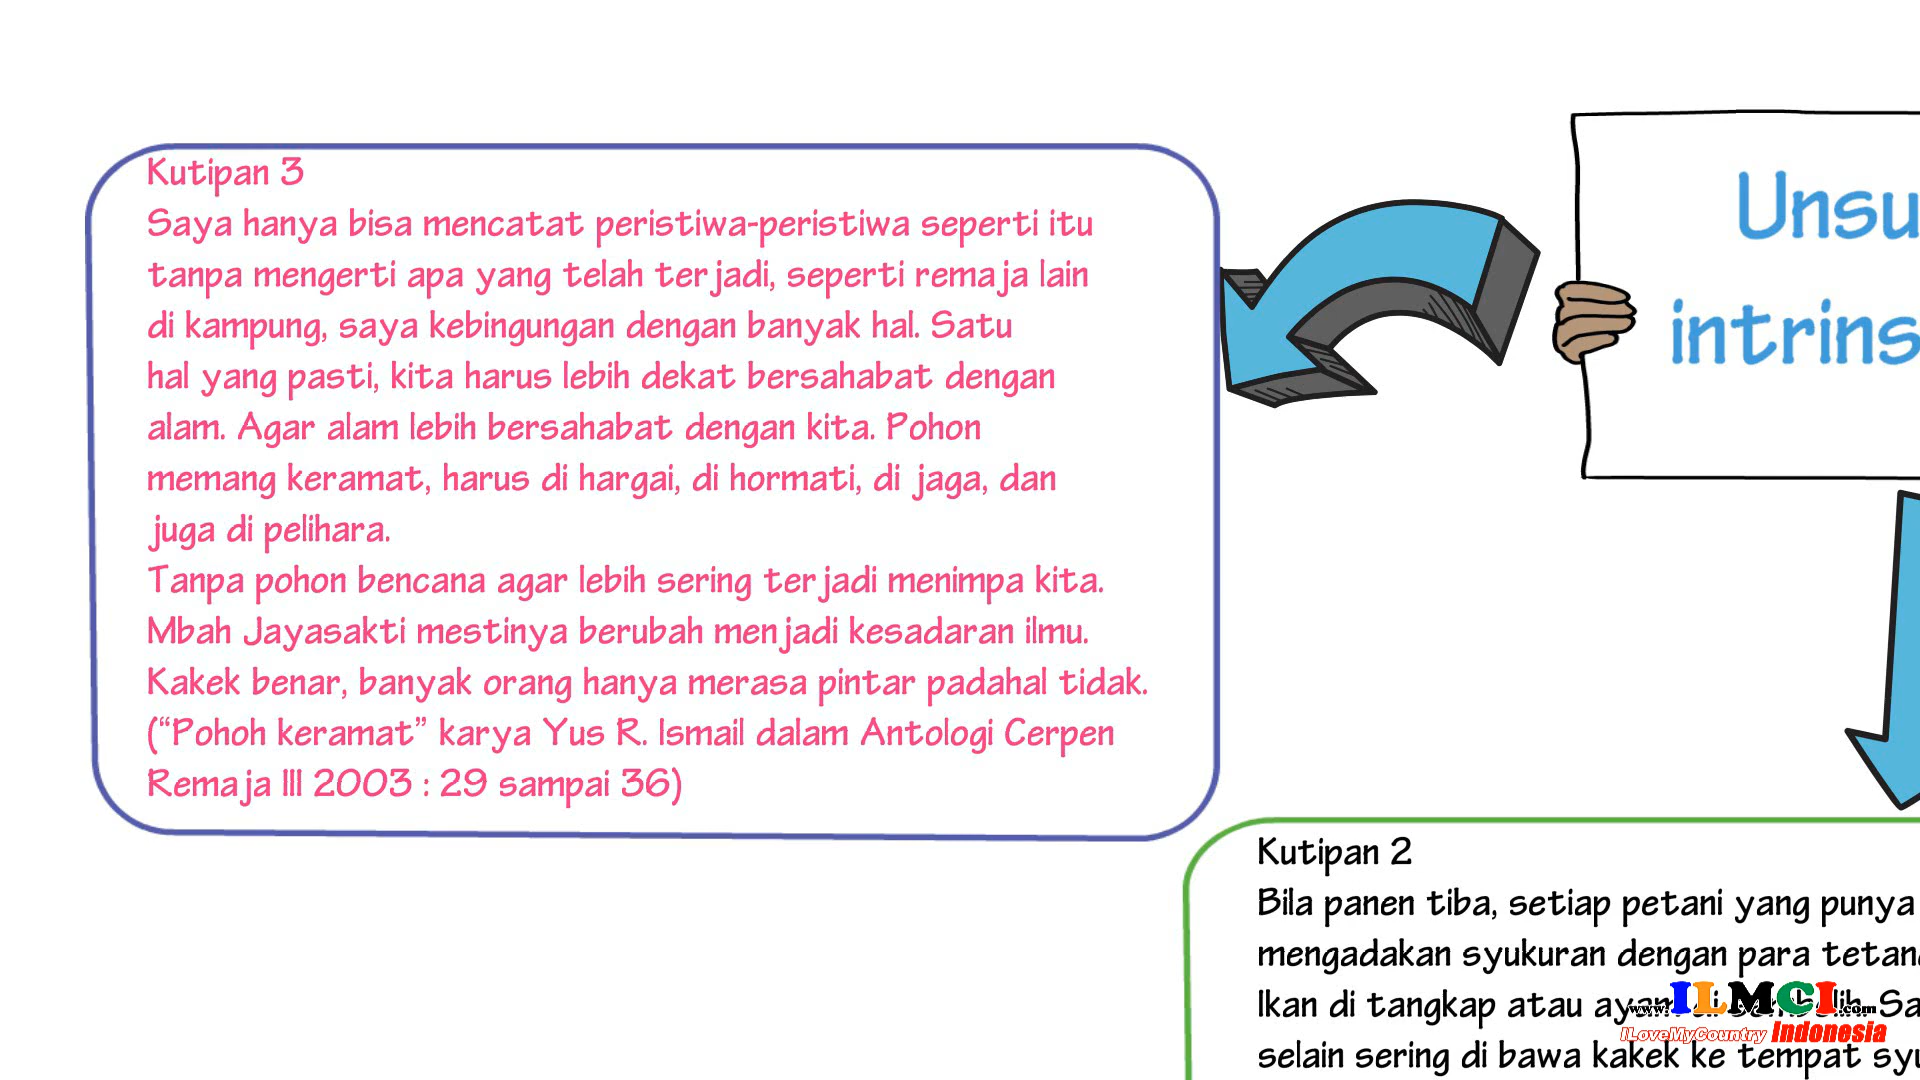 Kutipan 3
Saya hanya bisa mencatat peristiwa-peristiwa seperti itu
tanpa mengerti apa yang telah terjadi, seperti remaja lain
di kampung, saya kebingungan dengan banyak hal. Satu
hal yang pasti, kita harus lebih dekat bersahabat dengan
alam. Agar alam lebih bersahabat dengan kita. Pohon
memang keramat, harus di hargai, di hormati, di jaga, dan
juga di pelihara.
Tanpa pohon bencana agar lebih sering terjadi menimpa kita.
Mbah Jayasakti mestinya berubah menjadi kesadaran ilmu.
Kakek benar, banyak orang hanya merasa pintar padahal tidak.
(“Pohoh keramat” karya Yus R. Ismail dalam Antologi Cerpen
Remaja III 2003 : 29 sampai 36)
Unsu
intrins
Kutipan 2
Bila panen tiba, setiap petani yang punya
mengadakan syukuran dengan para tetan
Ikan di tangkap atau ayam di Sa
selain sering di bawa kakek ke tempat syu
www.ILMCI.com
ILoveMyCountry Indonesia